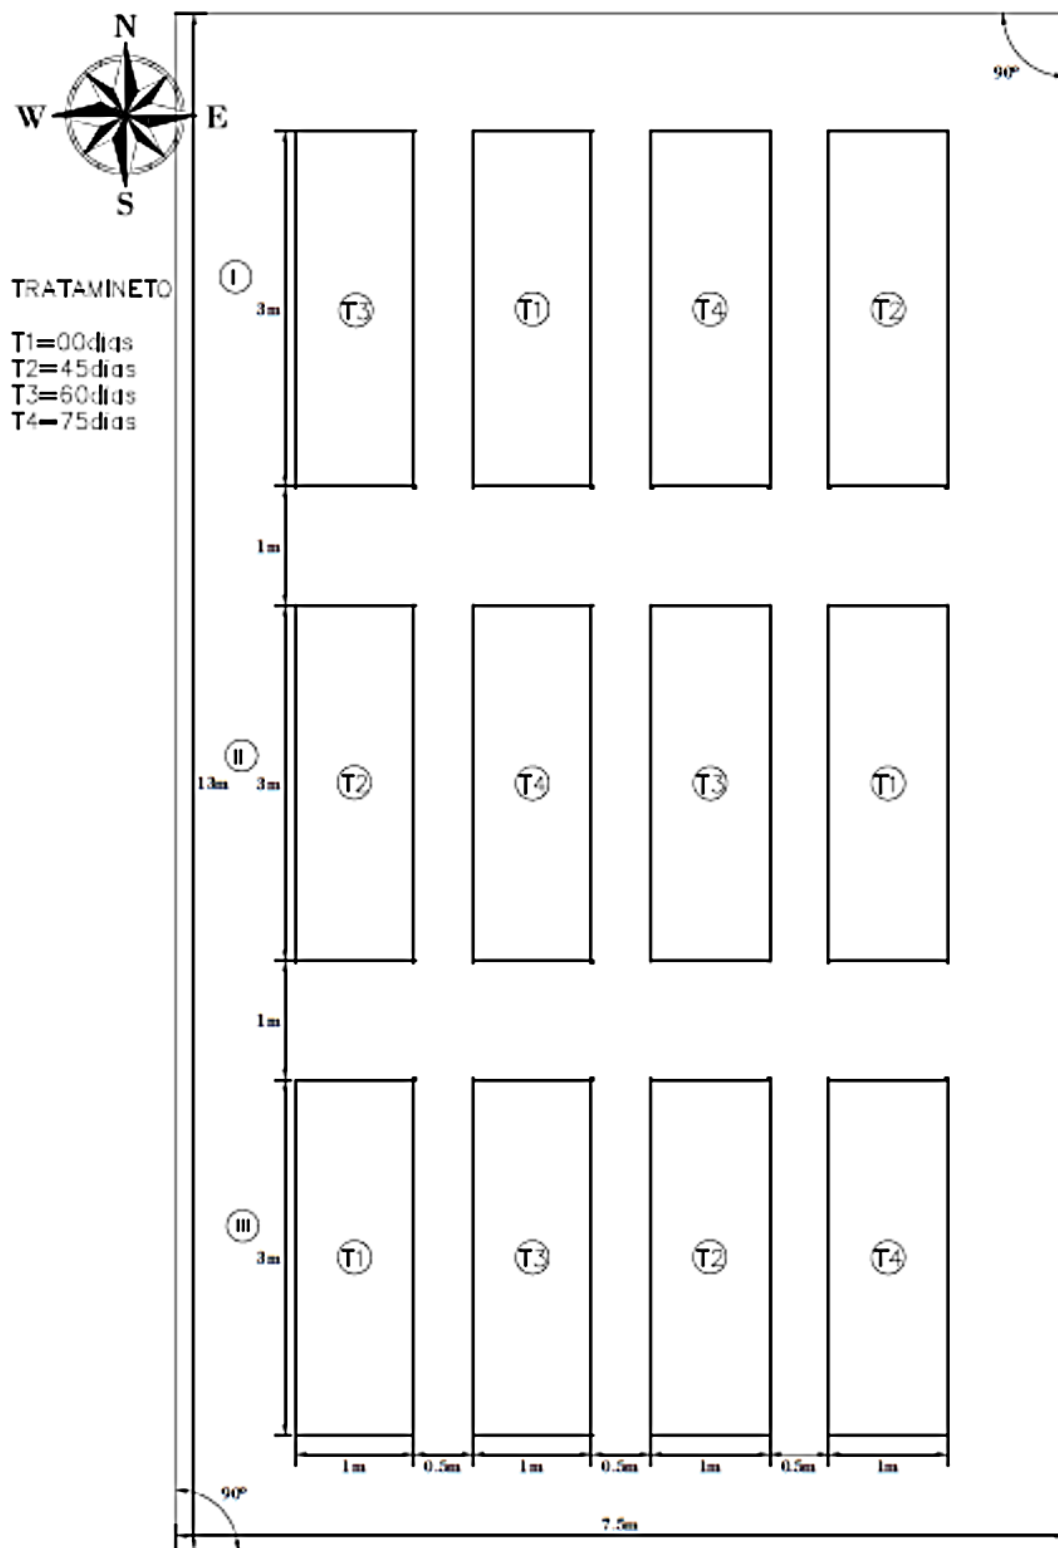 N
W E
S
90°
TRATAMINETO
T1=00dias
T2=45dias
T3=60dias
T4=75dias
I
3m
T3 T1 T4 T2
1m
II
13m 3m
T2 T4 T3 T1
1m
III
3m
T1 T3 T2 T4
1m 0.5m 1m 0.5m 1m 0.5m 1m
90°
7.5m